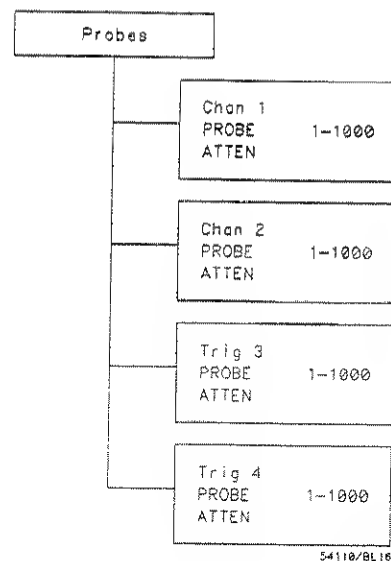 Probes
Chan 1
PROBE 1-1000
ATTEN
Chan 2
PROBE 1-1000
ATTEN
Trig 3
PROBE 1-1000
ATTEN
Trig 4
PROBE 1-1000
ATTEN
54110/BL16